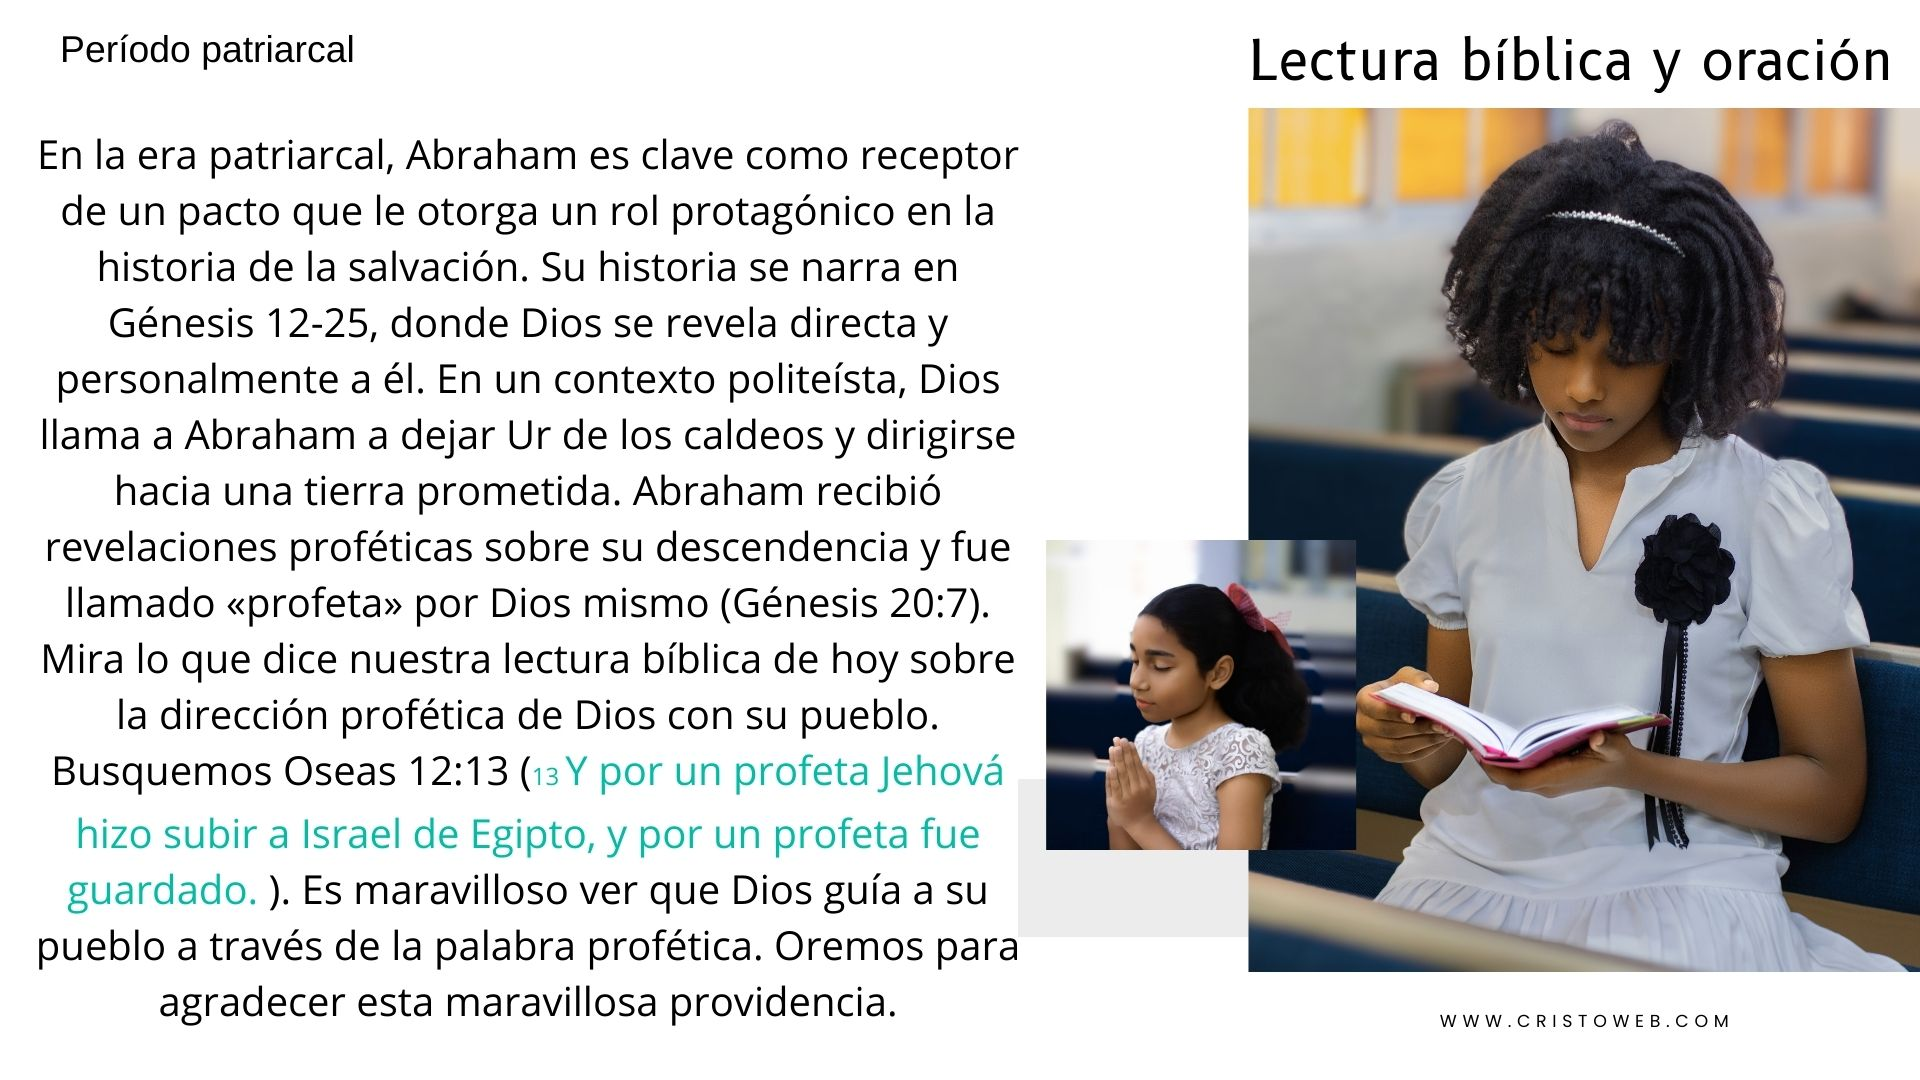 Período patriarcal
Lectura bíblica y oración
En la era patriarcal, Abraham es clave como receptor
de un pacto que le otorga un rol protagónico en la
historia de la salvación. Su historia se narra en
Génesis 12-25, donde Dios se revela directa y
personalmente a él. En un contexto politeísta, Dios
llama a Abraham a dejar Ur de los caldeos y dirigirse
hacia una tierra prometida. Abraham recibió
revelaciones proféticas sobre su descendencia y fue
llamado «profeta» por Dios mismo (Génesis 20:7).
Mira lo que dice nuestra lectura bíblica de hoy sobre
la dirección profética de Dios con su pueblo.
Busquemos Oseas 12:13 (13 Y por un profeta Jehová
hizo subir a Israel de Egipto, y por un profeta fue
guardado. ). Es maravilloso ver que Dios guía a su
pueblo a través de la palabra profética. Oremos para
agradecer esta maravillosa providencia.
WWW.CRISTOWEB.COM